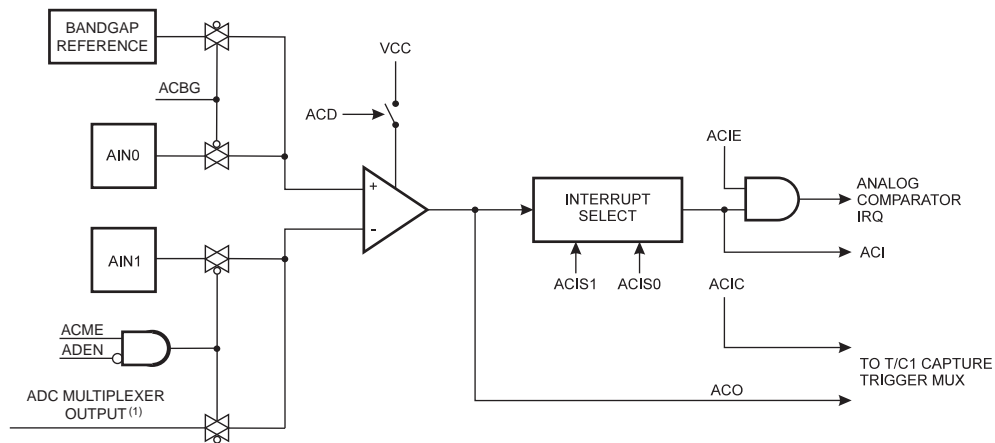 BANDGAP
REFERENCE
VCC
ACBG
ACD
AIN0
ACIE
+
INTERRUPT
SELECT
ANALOG
COMPARATOR
IRQ
-
AIN1
ACI
ACIS1
ACIS0
ACIC
ACME
ADEN
TO T/C1 CAPTURE
TRIGGER MUX
ADC MULTIPLEXER
OUTPUT (1)
ACO